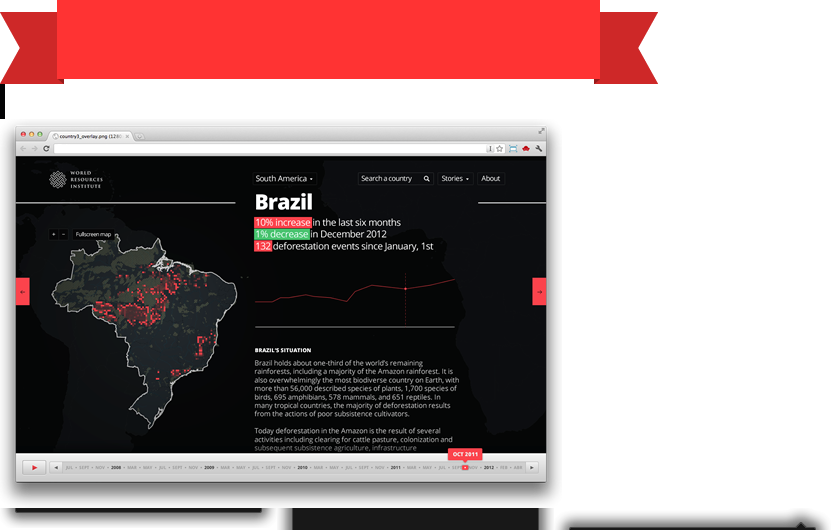 country3_overlay.png (1280
WORLD
RESOURCES
INSTITUTE
South America
Search a country
Stories
About
Brazil
10% increase in the last six months
1% decrease in December 2012
132 deforestation events since January, 1st
+ − Fullscreen map
BRAZIL'S SITUATION
Brazil holds about one-third of the world's remaining
rainforests, including a majority of the Amazon rainforest. It is
also overwhelmingly the most biodiverse country on Earth, with
more than 56,000 described species of plants, 1,700 species of
birds, 695 amphibians, 578 mammals, and 651 reptiles. In
many tropical countries, the majority of deforestation results
from the actions of poor subsistence cultivators.
Today deforestation in the Amazon is the result of several
activities including clearing for cattle pasture, colonization and
subsequent subsistence agriculture, infrastructure
OCT 2011
JUL • SEPT • NOV • 2008 • MAR • MAY • JUL • SEPT • NOV • 2009 • MAR • MAY • JUL • SEPT • NOV • 2010 • MAR • MAY • JUL • SEPT • NOV • 2011 • MAR • MAY • JUL • SEPT NOV • 2012 • FEB • MAR